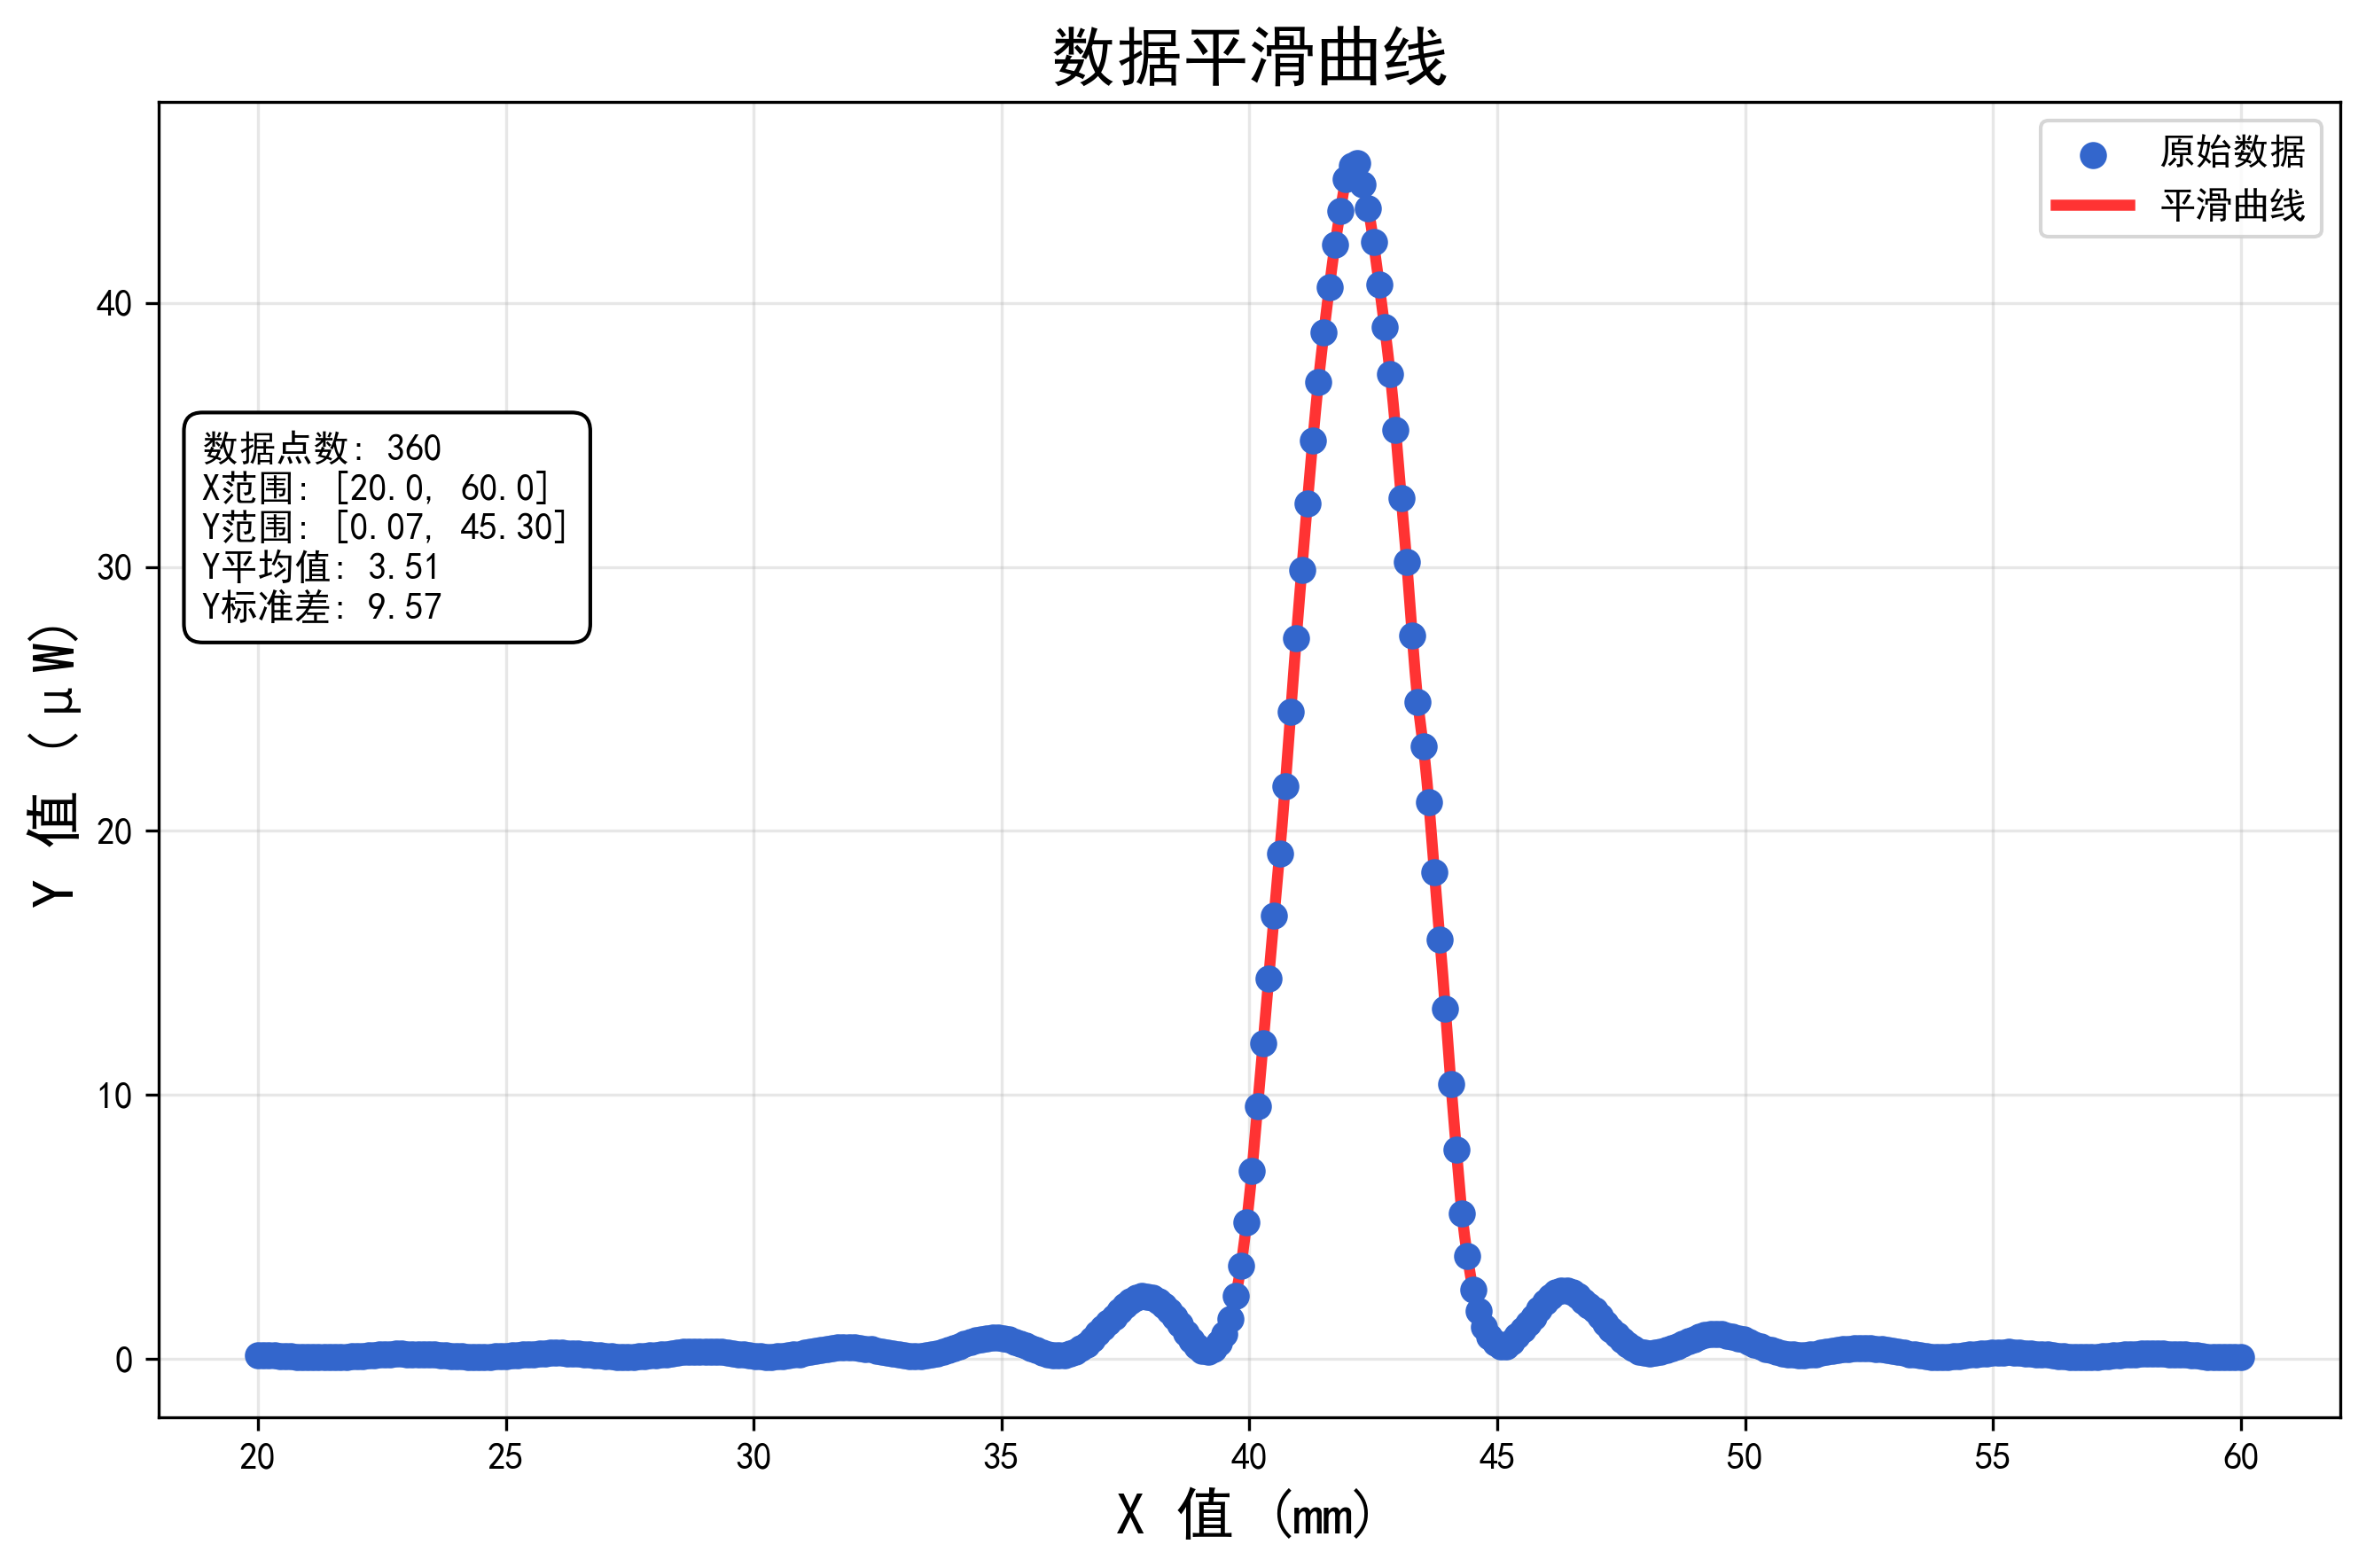 数据平滑曲线
原始数据
平滑曲线
数据点数: 360
X范围: [20.0, 60.0]
Y范围: [0.07, 45.30]
Y平均值: 3.51
Y标准差: 9.57
Y 值 (μW)
40
30
20
10
0
20 25 30 35 40 45 50 55 60
X 值 (mm)